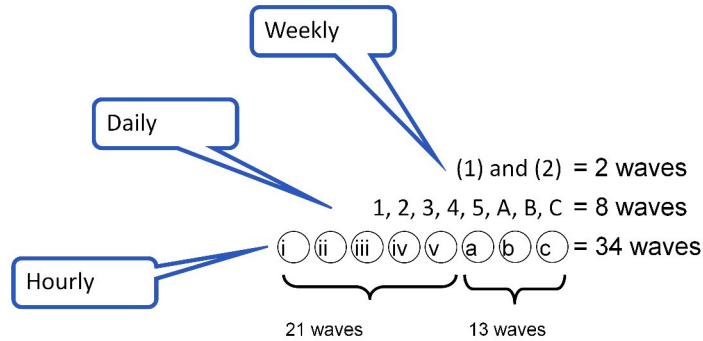 Weekly
Daily
(1) and (2) = 2 waves
1, 2, 3, 4, 5, A, B, C = 8 waves
i ii iii iv v a b c = 34 waves
Hourly
21 waves
13 waves